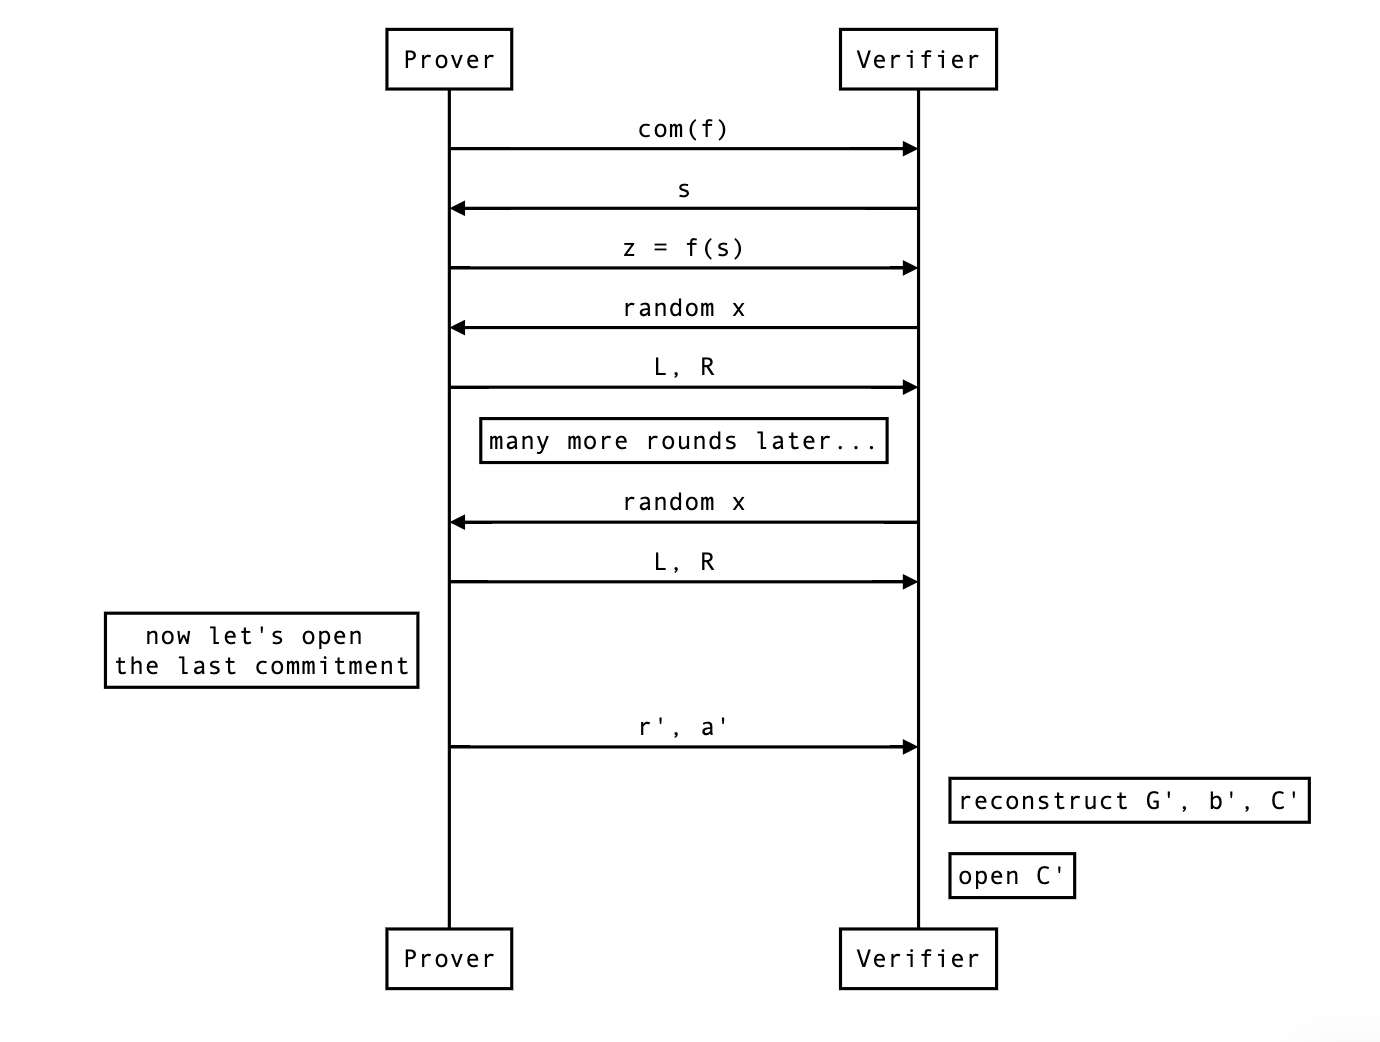 Prover
Verifier
com(f)
s
z = f(s)
random x
L, R
many more rounds later...
random x
L, R
now let's open
the last commitment
r', a'
reconstruct G', b', C'
open C'
Prover
Verifier